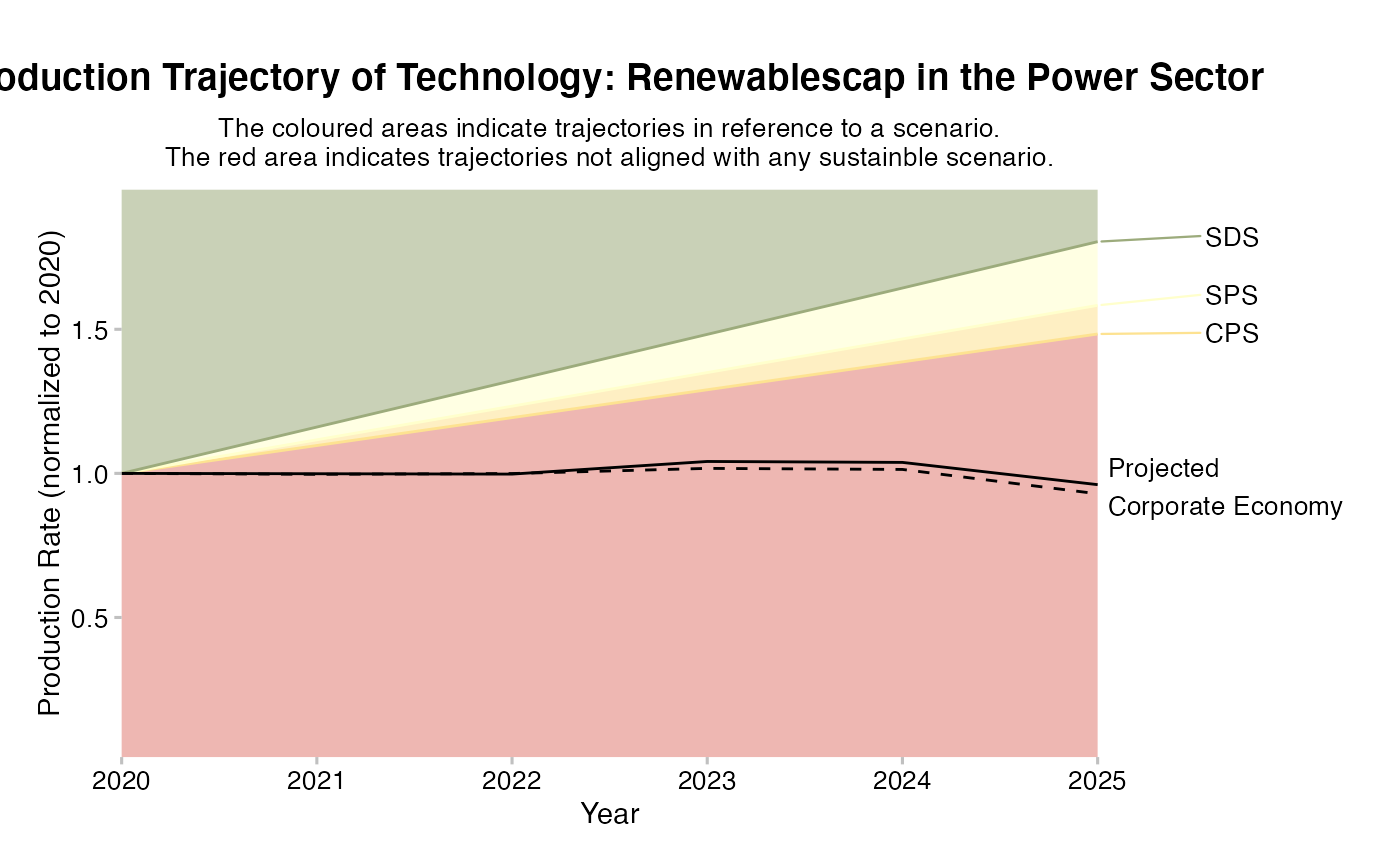 oduction Trajectory of Technology: Renewablescap in the Power Sector
The coloured areas indicate trajectories in reference to a scenario.
The red area indicates trajectories not aligned with any sustainble scenario.
Production Rate (normalized to 2020)
1.5
1.0
0.5
SDS
SPS
CPS
Projected
Corporate Economy
2020 2021 2022 2023 2024 2025
Year